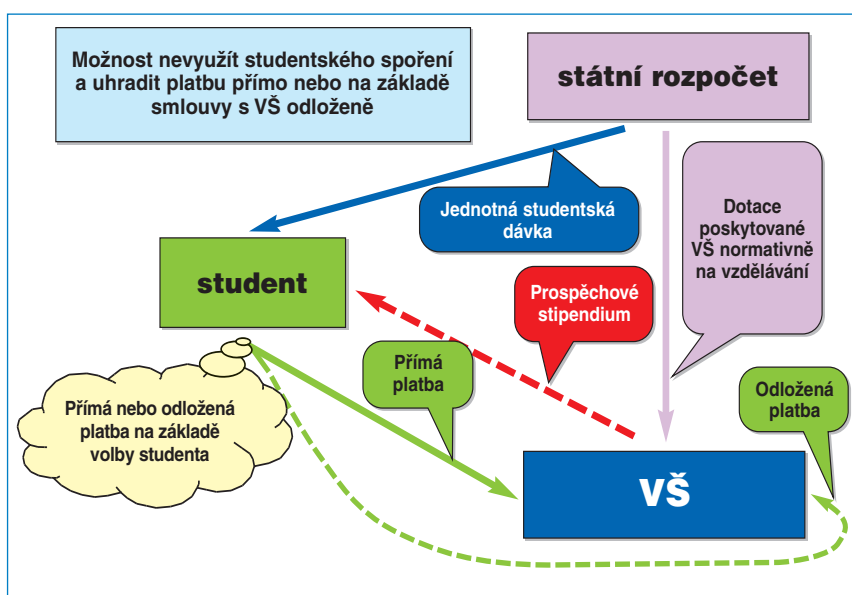 Možnost nevyužít studentského spoření
a uhradit platbu přímo nebo na základě
smlouvy s VŠ odloženě
státní rozpočet
Jednotná studentská
dávka
Dotace
poskytované
VŠ normativně
na vzdělávání
student
Prospěchové
stipendium
Přímá
platba
Odložená
platba
Přímá nebo odložená
platba na základě
volby studenta
VŠ